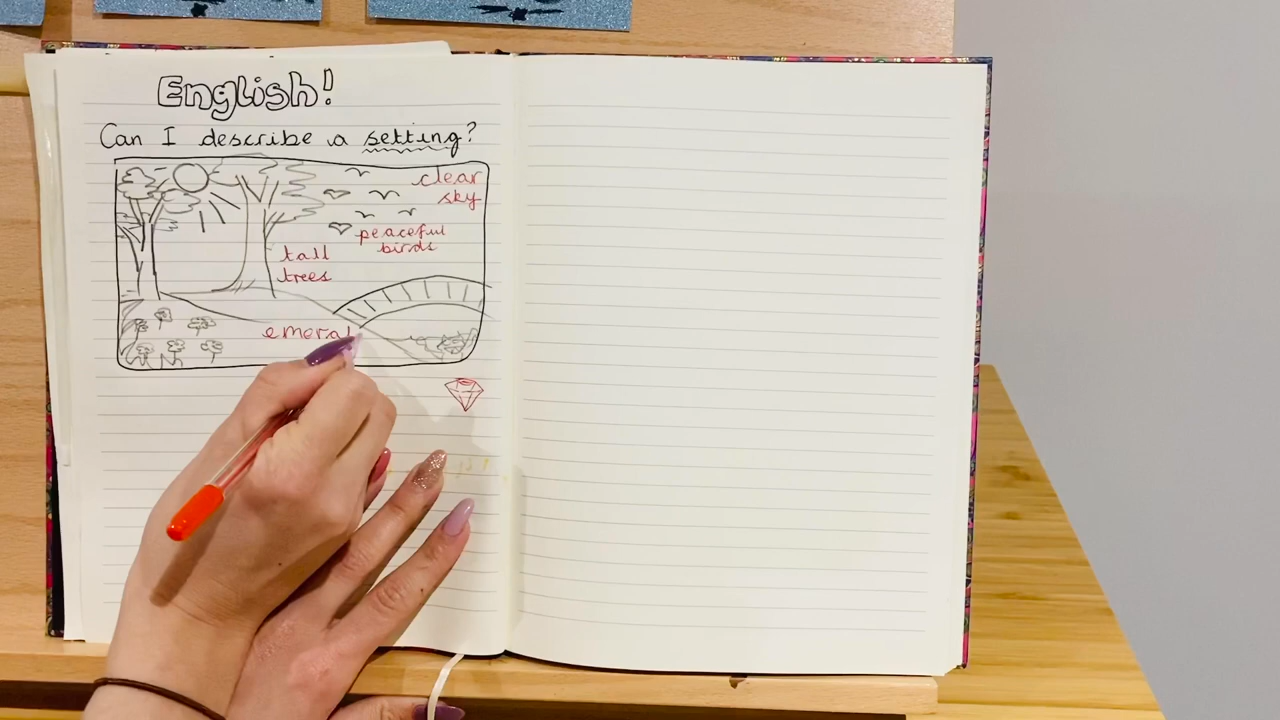 English!
Can I describe a setting?
clear
sky
peaceful
birds
tall
trees
emeral